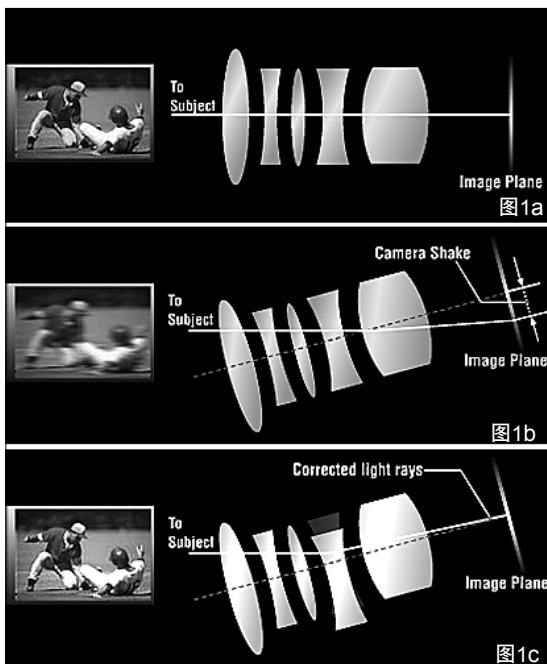 To
Subject
Image Plane
图1a
Camera Shake
To
Subject
Image Plane
图1b
Corrected light rays
To
Subject
Image Plane
图1c